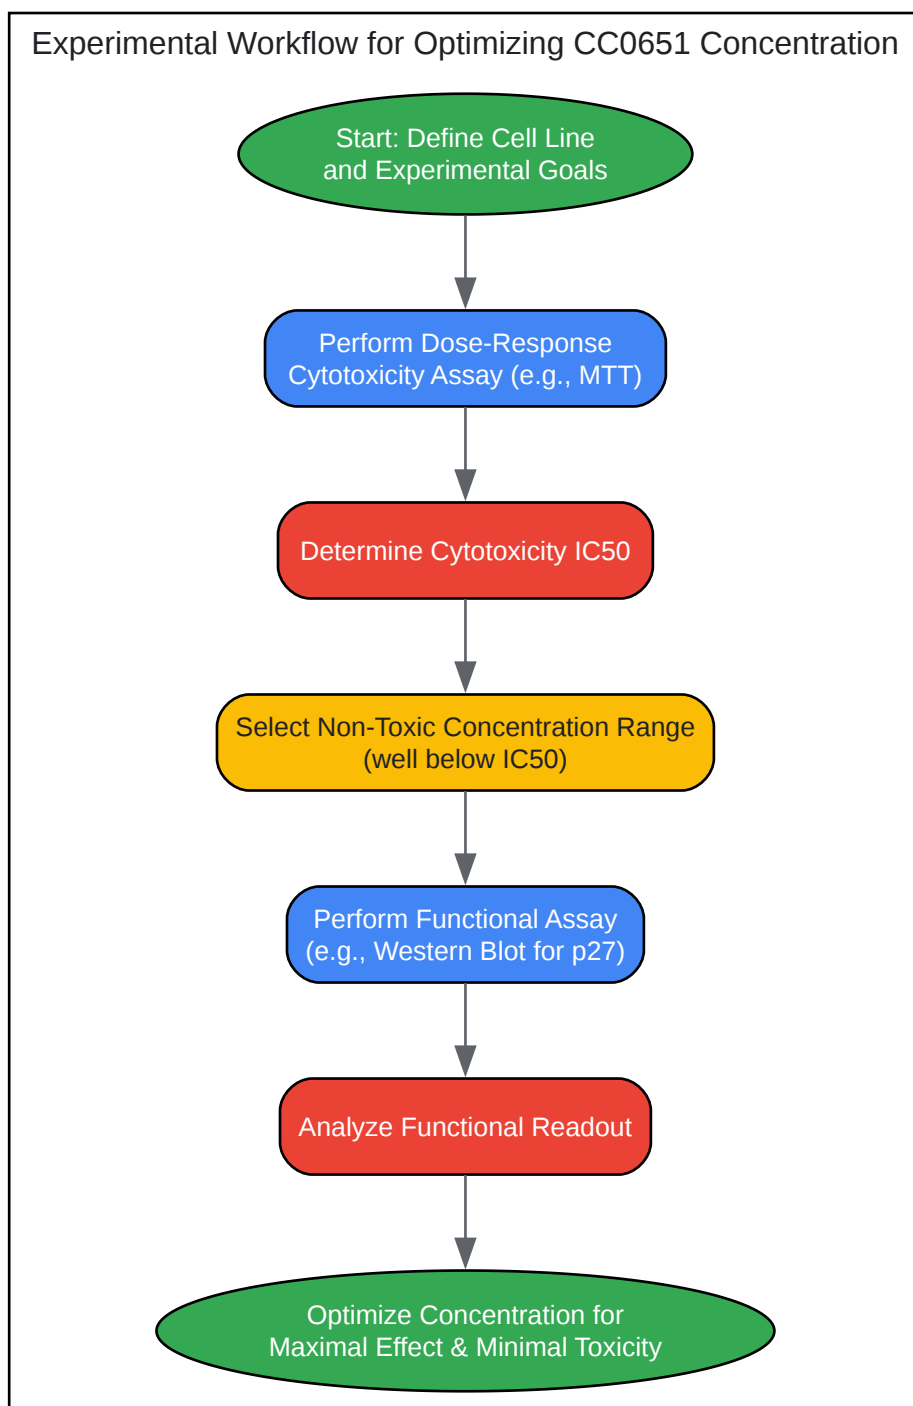 Experimental Workflow for Optimizing CC0651 Concentration
Start: Define Cell Line
and Experimental Goals
Perform Dose-Response
Cytotoxicity Assay (e.g., MTT)
Determine Cytotoxicity IC50
Select Non-Toxic Concentration Range
(well below IC50)
Perform Functional Assay
(e.g., Western Blot for p27)
Analyze Functional Readout
Optimize Concentration for
Maximal Effect & Minimal Toxicity